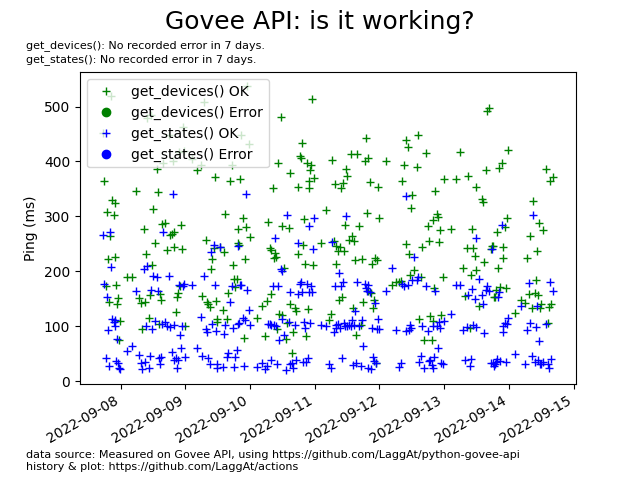 Govee API: is it working?
get_devices(): No recorded error in 7 days.
get_states(): No recorded error in 7 days.
get_devices() OK
get_devices() Error
get_states() OK
get_states() Error
Ping (ms)
500
400
300
200
100
0
2022-09-08
2022-09-09
2022-09-10
2022-09-11
2022-09-12
2022-09-13
2022-09-14
2022-09-15
data source: Measured on Govee API, using https://github.com/LaggAt/python-govee-api
history & plot: https://github.com/LaggAt/actions